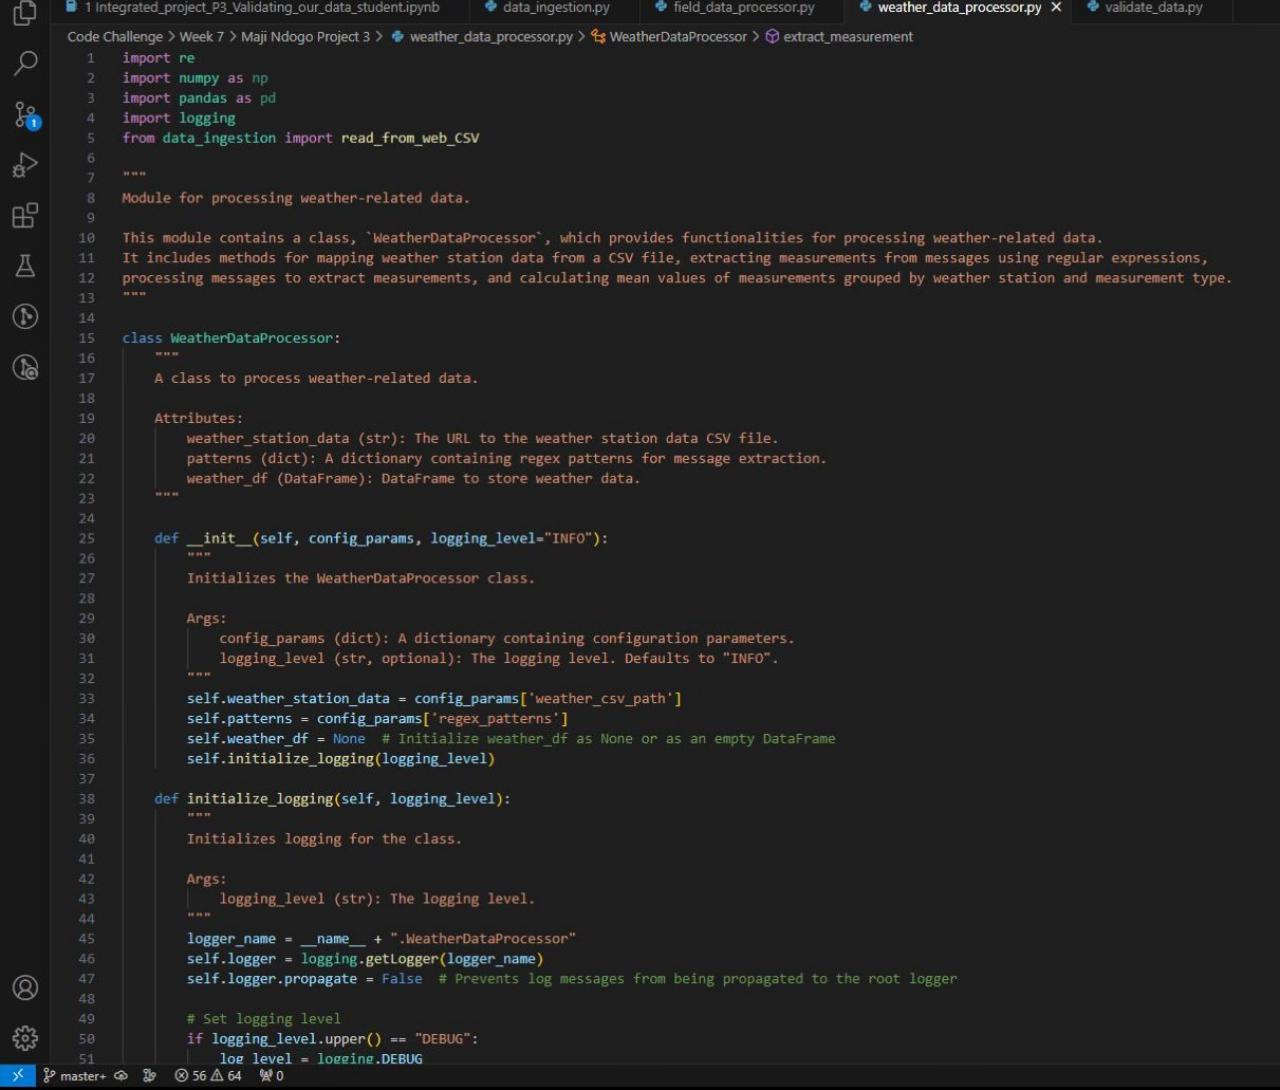 1 Integrated_project_P3_Validating_our_data_student.ipynb data_ingestion.py field_data_processor.py weather_data_processor.py × validate_data.py
Code Challenge > Week 7 > Maji Ndogo Project 3 > weather_data_processor.py > WeatherDataProcessor > extract_measurement
1 import re
2 import numpy as np
3 import pandas as pd
4 import logging
5 from data_ingestion import read_from_web_CSV
6
7 """
8 Module for processing weather-related data.
9
10 This module contains a class, `WeatherDataProcessor`, which provides functionalities for processing weather-related data.
11 It includes methods for mapping weather station data from a CSV file, extracting measurements from messages using regular expressions,
12 processing messages to extract measurements, and calculating mean values of measurements grouped by weather station and measurement type.
13 """
14
15 class WeatherDataProcessor:
16     """
17     A class to process weather-related data.
18
19     Attributes:
20         weather_station_data (str): The URL to the weather station data CSV file.
21         patterns (dict): A dictionary containing regex patterns for message extraction.
22         weather_df (DataFrame): DataFrame to store weather data.
23     """
24
25     def __init__(self, config_params, logging_level="INFO"):
26         """
27         Initializes the WeatherDataProcessor class.
28
29         Args:
30             config_params (dict): A dictionary containing configuration parameters.
31             logging_level (str, optional): The logging level. Defaults to "INFO".
32         """
33         self.weather_station_data = config_params['weather_csv_path']
34         self.patterns = config_params['regex_patterns']
35         self.weather_df = None  # Initialize weather_df as None or as an empty DataFrame
36         self.initialize_logging(logging_level)
37
38     def initialize_logging(self, logging_level):
39         """
40         Initializes logging for the class.
41
42         Args:
43             logging_level (str): The logging level.
44         """
45         logger_name = __name__ + ".WeatherDataProcessor"
46         self.logger = logging.getLogger(logger_name)
47         self.logger.propagate = False  # Prevents log messages from being propagated to the root logger
48
49         # Set logging level
50         if logging_level.upper() == "DEBUG":
51             log_level = logging.DEBUG
master+ 56 64 0
1